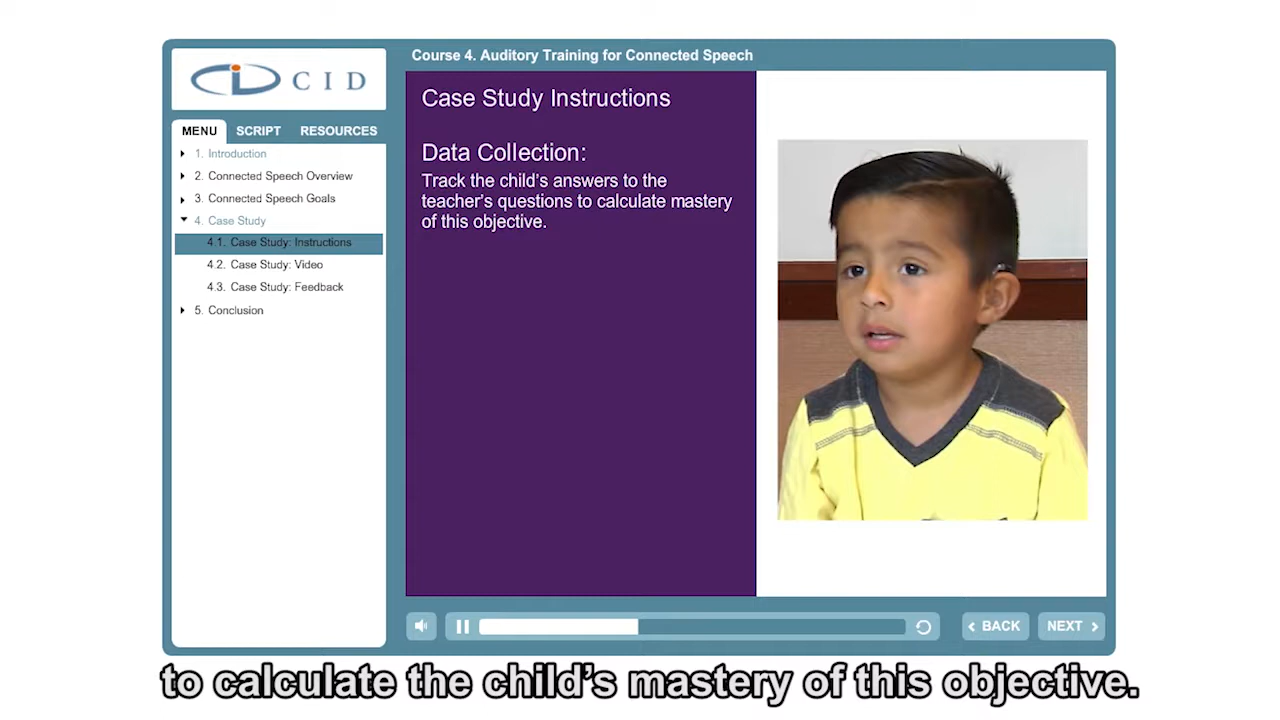 CID
MENU SCRIPT RESOURCES
1. Introduction
2. Connected Speech Overview
3. Connected Speech Goals
4. Case Study
4.1. Case Study: Instructions
4.2. Case Study: Video
4.3. Case Study: Feedback
5. Conclusion
Course 4. Auditory Training for Connected Speech
Case Study Instructions
Data Collection:
Track the child's answers to the
teacher's questions to calculate mastery
of this objective.
BACK NEXT
to calculate the child's mastery of this objective.